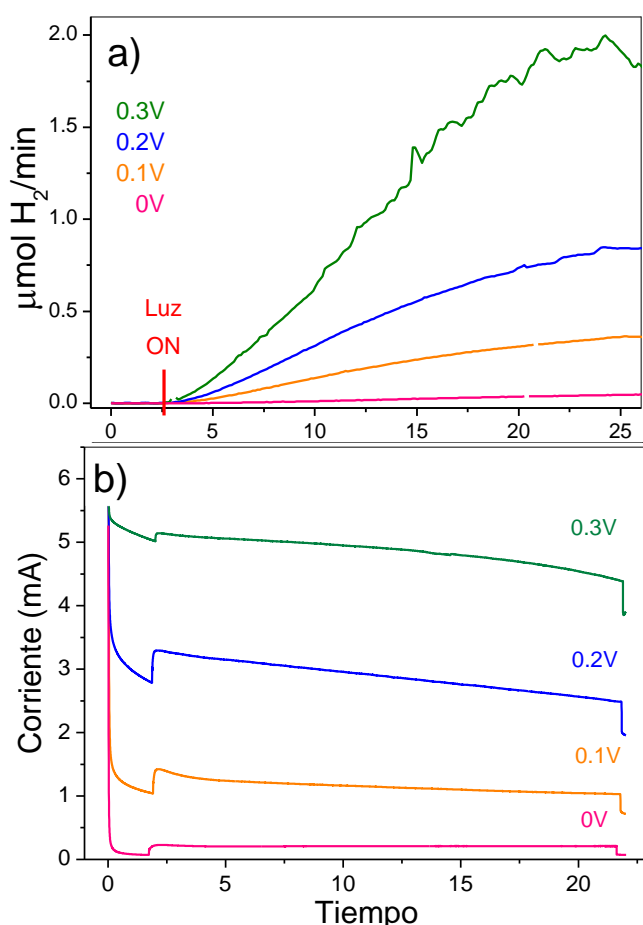 a)
2.0
1.5
1.0
0.5
0.0
μmol H₂/min
0.3V
0.2V
0.1V
0V
Luz
ON
0 5 10 15 20 25
b)
6
5
4
3
2
1
0
Corriente (mA)
0.3V
0.2V
0.1V
0V
0 5 10 15 20
Tiempo